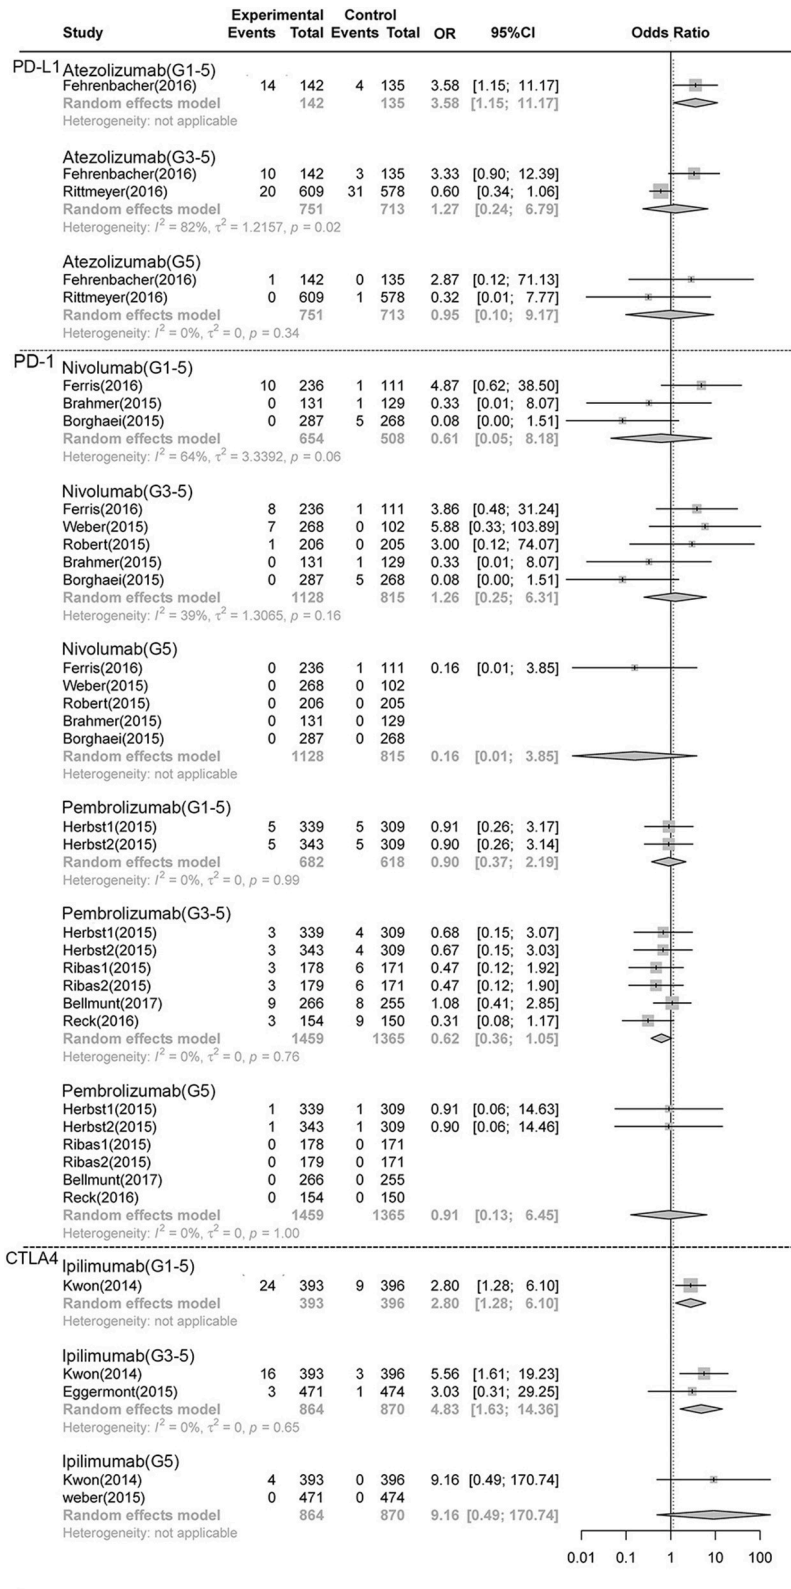 Experimental Control
Study Events Total Events Total OR 95%CI Odds Ratio
PD-L1 Atezolizumab(G1-5)
Fehrenbacher(2016) 14 142 4 135 3.58 [1.15; 11.17]
Random effects model 142 135 3.58 [1.15; 11.17]
Heterogeneity: not applicable
Atezolizumab(G3-5)
Fehrenbacher(2016) 10 142 3 135 3.33 [0.90; 12.39]
Rittmeyer(2016) 20 609 31 578 0.60 [0.34; 1.06]
Random effects model 751 713 1.27 [0.24; 6.79]
Heterogeneity: I² = 82%, τ² = 1.2157, p = 0.02
Atezolizumab(G5)
Fehrenbacher(2016) 1 142 0 135 2.87 [0.12; 71.13]
Rittmeyer(2016) 0 609 1 578 0.32 [0.01; 7.77]
Random effects model 751 713 0.95 [0.10; 9.17]
Heterogeneity: I² = 0%, τ² = 0, p = 0.34
PD-1 Nivolumab(G1-5)
Ferris(2016) 10 236 1 111 4.87 [0.62; 38.50]
Brahmer(2015) 0 131 1 129 0.33 [0.01; 8.07]
Borghaei(2015) 0 287 5 268 0.08 [0.00; 1.51]
Random effects model 654 508 0.61 [0.05; 8.18]
Heterogeneity: I² = 64%, τ² = 3.3392, p = 0.06
Nivolumab(G3-5)
Ferris(2016) 8 236 1 111 3.86 [0.48; 31.24]
Weber(2015) 7 268 0 102 5.88 [0.33; 103.89]
Robert(2015) 1 206 0 205 3.00 [0.12; 74.07]
Brahmer(2015) 0 131 1 129 0.33 [0.01; 8.07]
Borghaei(2015) 0 287 5 268 0.08 [0.00; 1.51]
Random effects model 1128 815 1.26 [0.25; 6.31]
Heterogeneity: I² = 39%, τ² = 1.3065, p = 0.16
Nivolumab(G5)
Ferris(2016) 0 236 1 111 0.16 [0.01; 3.85]
Weber(2015) 0 268 0 102
Robert(2015) 0 206 0 205
Brahmer(2015) 0 131 0 129
Borghaei(2015) 0 287 0 268
Random effects model 1128 815 0.16 [0.01; 3.85]
Heterogeneity: not applicable
Pembrolizumab(G1-5)
Herbst1(2015) 5 339 5 309 0.91 [0.26; 3.17]
Herbst2(2015) 5 343 5 309 0.90 [0.26; 3.14]
Random effects model 682 618 0.90 [0.37; 2.19]
Heterogeneity: I² = 0%, τ² = 0, p = 0.99
Pembrolizumab(G3-5)
Herbst1(2015) 3 339 4 309 0.68 [0.15; 3.07]
Herbst2(2015) 3 343 4 309 0.67 [0.15; 3.03]
Ribas1(2015) 3 178 6 171 0.47 [0.12; 1.92]
Ribas2(2015) 3 179 6 171 0.47 [0.12; 1.90]
Bellmunt(2017) 9 266 8 255 1.08 [0.41; 2.85]
Reck(2016) 3 154 9 150 0.31 [0.08; 1.17]
Random effects model 1459 1365 0.62 [0.36; 1.05]
Heterogeneity: I² = 0%, τ² = 0, p = 0.76
Pembrolizumab(G5)
Herbst1(2015) 1 339 1 309 0.91 [0.06; 14.63]
Herbst2(2015) 1 343 1 309 0.90 [0.06; 14.46]
Ribas1(2015) 0 178 0 171
Ribas2(2015) 0 179 0 171
Bellmunt(2017) 0 266 0 255
Reck(2016) 0 154 0 150
Random effects model 1459 1365 0.91 [0.13; 6.45]
Heterogeneity: I² = 0%, τ² = 0, p = 1.00
CTLA4 Ipilimumab(G1-5)
Kwon(2014) 24 393 9 396 2.80 [1.28; 6.10]
Random effects model 393 396 2.80 [1.28; 6.10]
Heterogeneity: not applicable
Ipilimumab(G3-5)
Kwon(2014) 16 393 3 396 5.56 [1.61; 19.23]
Eggermont(2015) 3 471 1 474 3.03 [0.31; 29.25]
Random effects model 864 870 4.83 [1.63; 14.36]
Heterogeneity: I² = 0%, τ² = 0, p = 0.65
Ipilimumab(G5)
Kwon(2014) 4 393 0 396 9.16 [0.49; 170.74]
weber(2015) 0 471 0 474
Random effects model 864 870 9.16 [0.49; 170.74]
Heterogeneity: not applicable
0.01 0.1 1 10 100